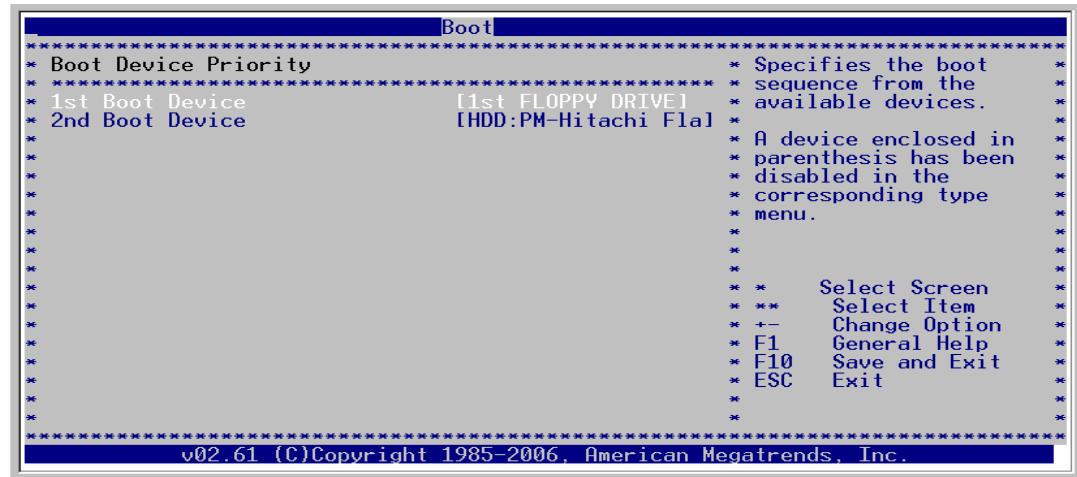 Boot
Boot Device Priority
1st Boot Device [1st FLOPPY DRIVE]
2nd Boot Device [HDD:PM-Hitachi Fla]
Specifies the boot
sequence from the
available devices.
A device enclosed in
parenthesis has been
disabled in the
corresponding type
menu.
* Select Screen
** Select Item
+- Change Option
F1 General Help
F10 Save and Exit
ESC Exit
v02.61 (C)Copyright 1985-2006, American Megatrends, Inc.